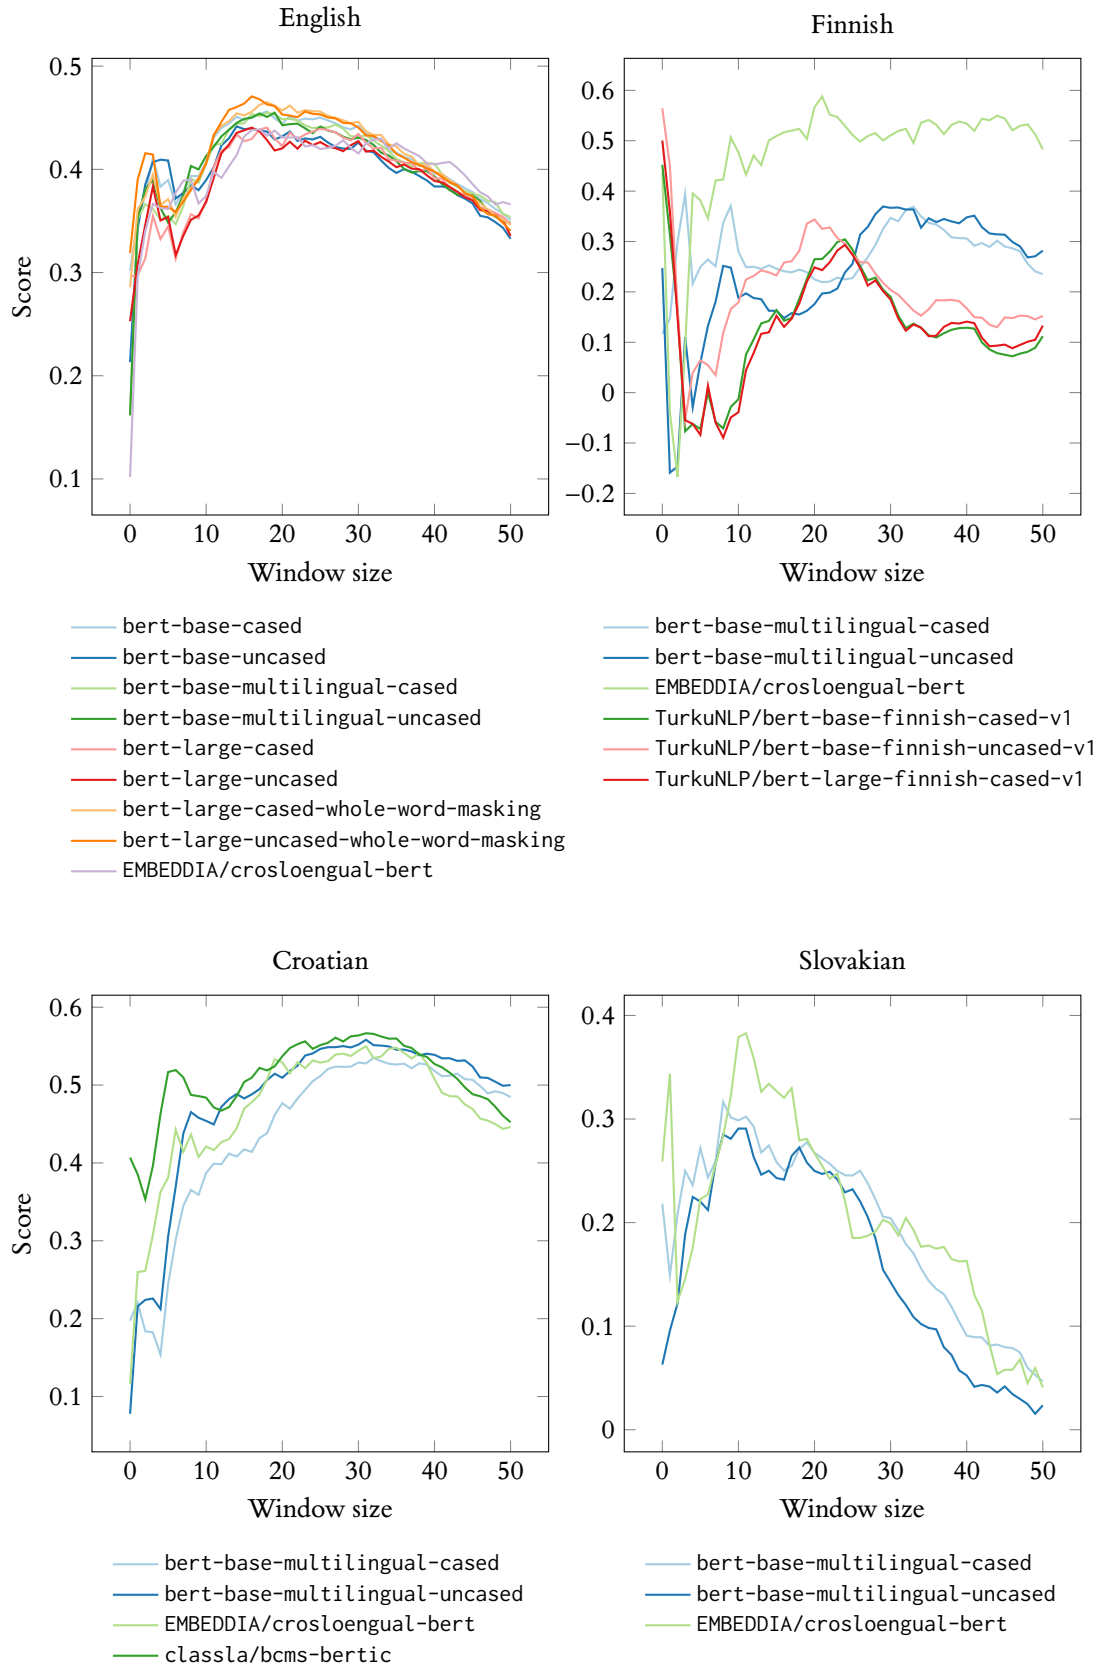 English
0.5
0.4
0.3
0.2
0.1
Score
0 10 20 30 40 50
Window size
bert-base-cased
bert-base-uncased
bert-base-multilingual-cased
bert-base-multilingual-uncased
bert-large-cased
bert-large-uncased
bert-large-cased-whole-word-masking
bert-large-uncased-whole-word-masking
EMBEDDIA/crosloengual-bert
Finnish
0.6
0.5
0.4
0.3
0.2
0.1
0
−0.1
−0.2
0 10 20 30 40 50
Window size
bert-base-multilingual-cased
bert-base-multilingual-uncased
EMBEDDIA/crosloengual-bert
TurkuNLP/bert-base-finnish-cased-v1
TurkuNLP/bert-base-finnish-uncased-v1
TurkuNLP/bert-large-finnish-cased-v1
Croatian
0.6
0.5
0.4
0.3
0.2
0.1
Score
0 10 20 30 40 50
Window size
bert-base-multilingual-cased
bert-base-multilingual-uncased
EMBEDDIA/crosloengual-bert
classla/bcms-bertic
Slovakian
0.4
0.3
0.2
0.1
0
0 10 20 30 40 50
Window size
bert-base-multilingual-cased
bert-base-multilingual-uncased
EMBEDDIA/crosloengual-bert